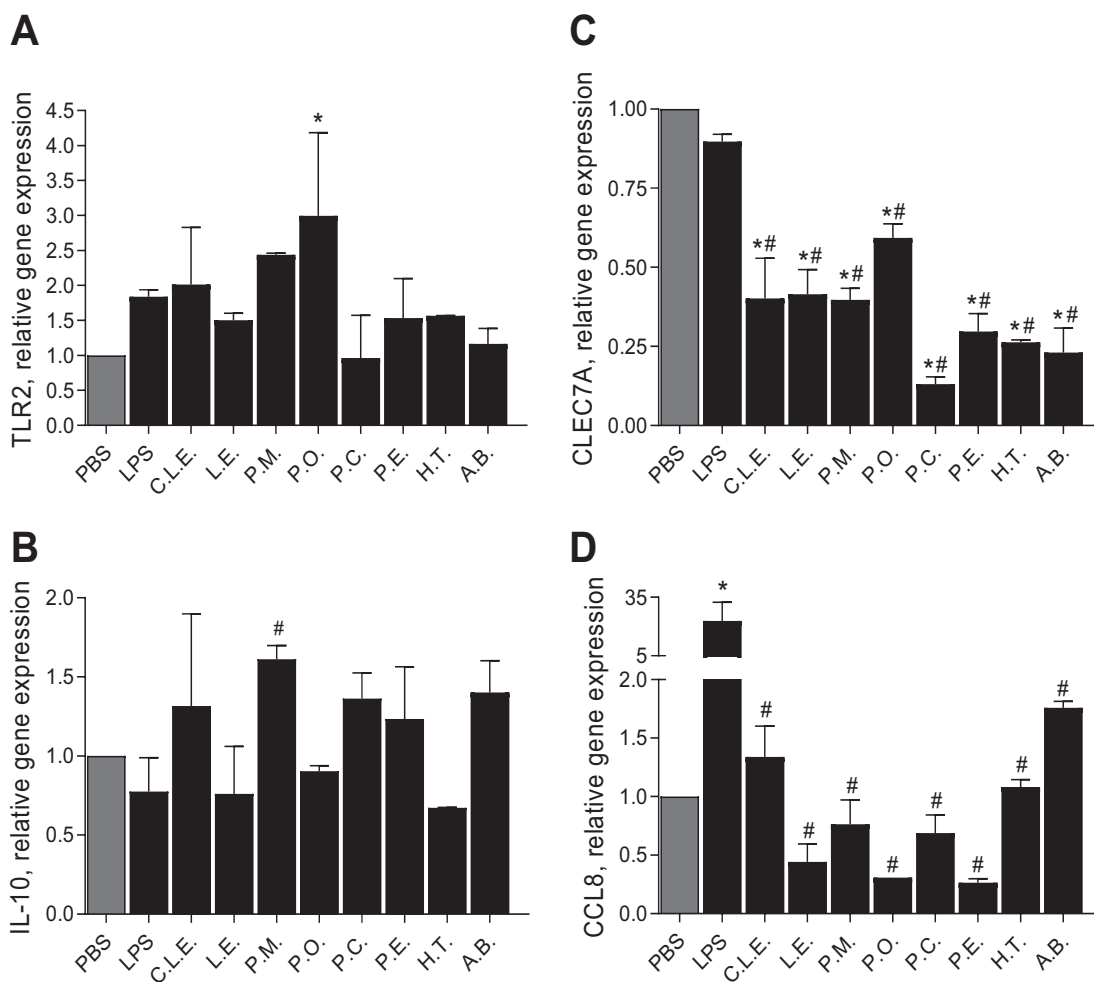 A
TLR2, relative gene expression
4.5
4.0
3.5
3.0
2.5
2.0
1.5
1.0
0.5
0.0
*
PBS
LPS
C.L.E.
L.E.
P.M.
P.O.
P.C.
P.E.
H.T.
A.B.
C
CLEC7A, relative gene expression
1.00
0.75
0.50
0.25
0.00
*#
*#
*#
*#
*#
*#
*#
*#
PBS
LPS
C.L.E.
L.E.
P.M.
P.O.
P.C.
P.E.
H.T.
A.B.
B
IL-10, relative gene expression
2.0
1.5
1.0
0.5
0.0
#
PBS
LPS
C.L.E.
L.E.
P.M.
P.O.
P.C.
P.E.
H.T.
A.B.
D
CCL8, relative gene expression
35
5
2.0
1.5
1.0
0.5
0.0
*
#
#
#
#
#
#
#
#
PBS
LPS
C.L.E.
L.E.
P.M.
P.O.
P.C.
P.E.
H.T.
A.B.